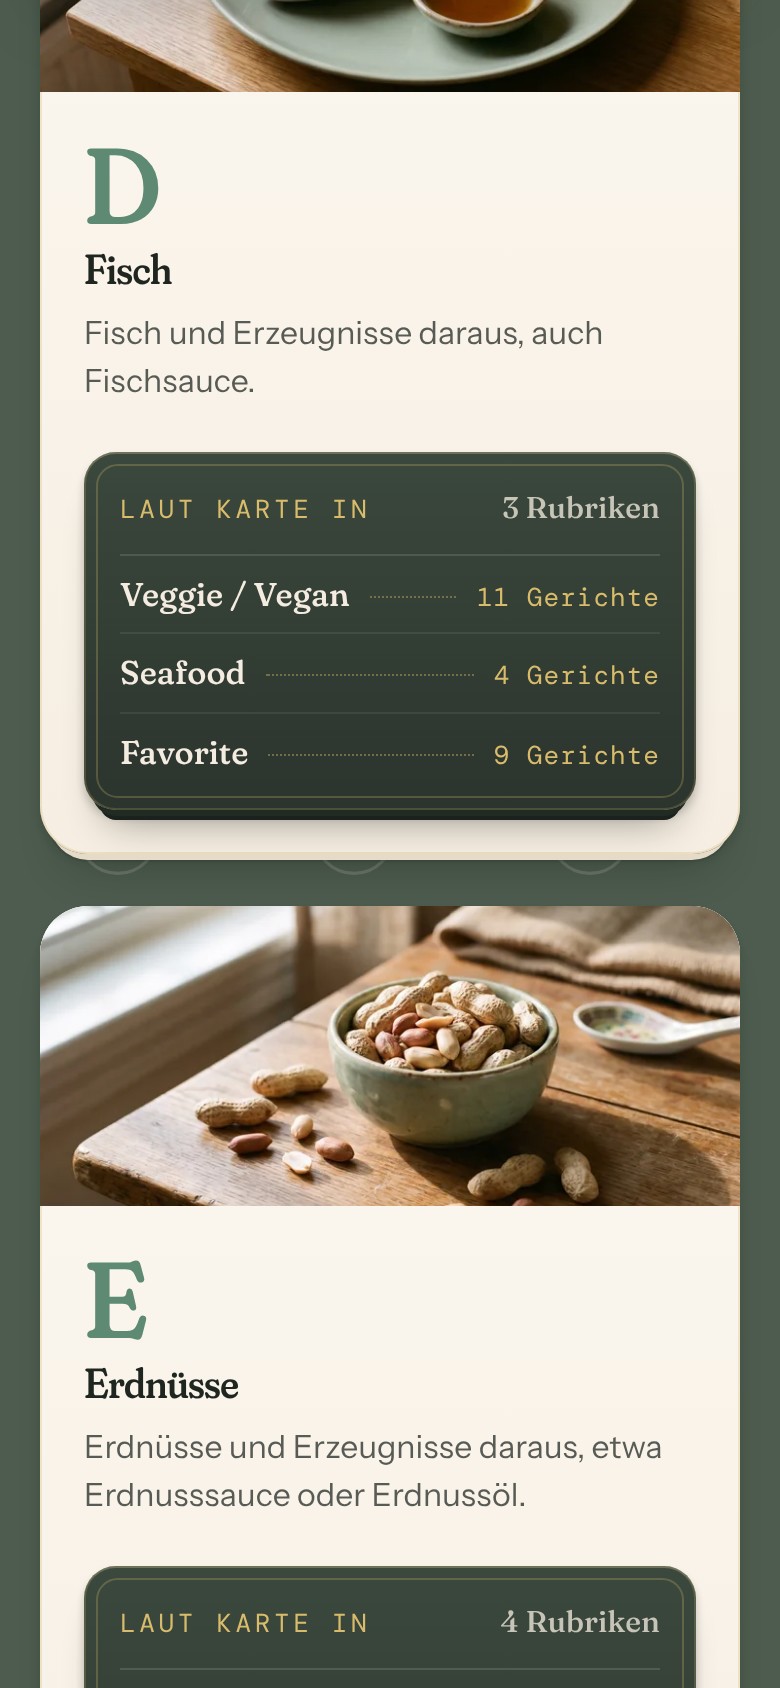 D
Fisch
Fisch und Erzeugnisse daraus, auch
Fischsauce.
LAUT KARTE IN 3 Rubriken
Veggie / Vegan 11 Gerichte
Seafood 4 Gerichte
Favorite 9 Gerichte
E
Erdnüsse
Erdnüsse und Erzeugnisse daraus, etwa
Erdnusssauce oder Erdnussöl.
LAUT KARTE IN 4 Rubriken